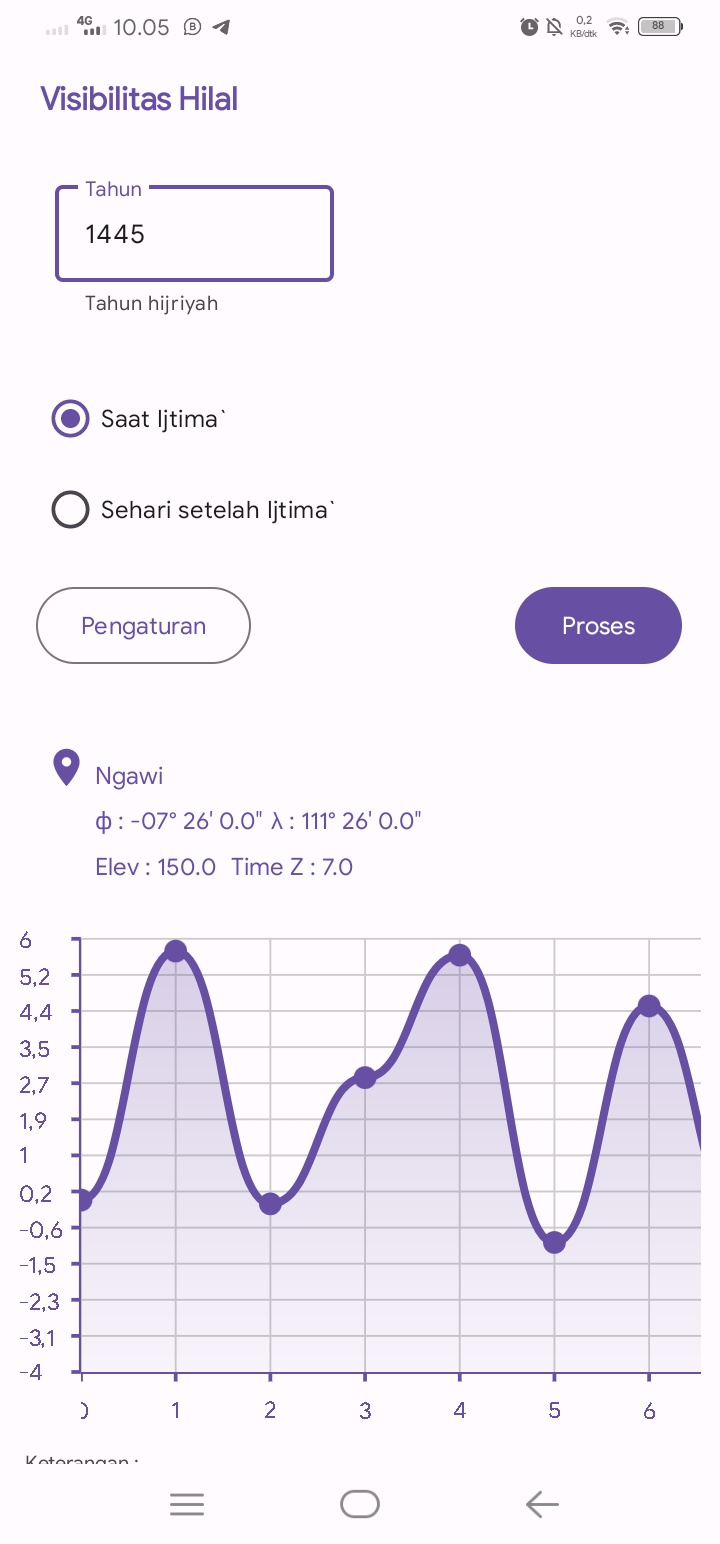 4G 10.05 B 0,2 KB/dtk 88
Visibilitas Hilal
Tahun
1445
Tahun hijriyah
Saat Ijtima`
Sehari setelah Ijtima`
Pengaturan Proses
Ngawi
ф : -07° 26' 0.0" λ : 111° 26' 0.0"
Elev : 150.0 Time Z : 7.0
6
5,2
4,4
3,5
2,7
1,9
1
0,2
-0,6
-1,5
-2,3
-3,1
-4
0 1 2 3 4 5 6
Keterangan :